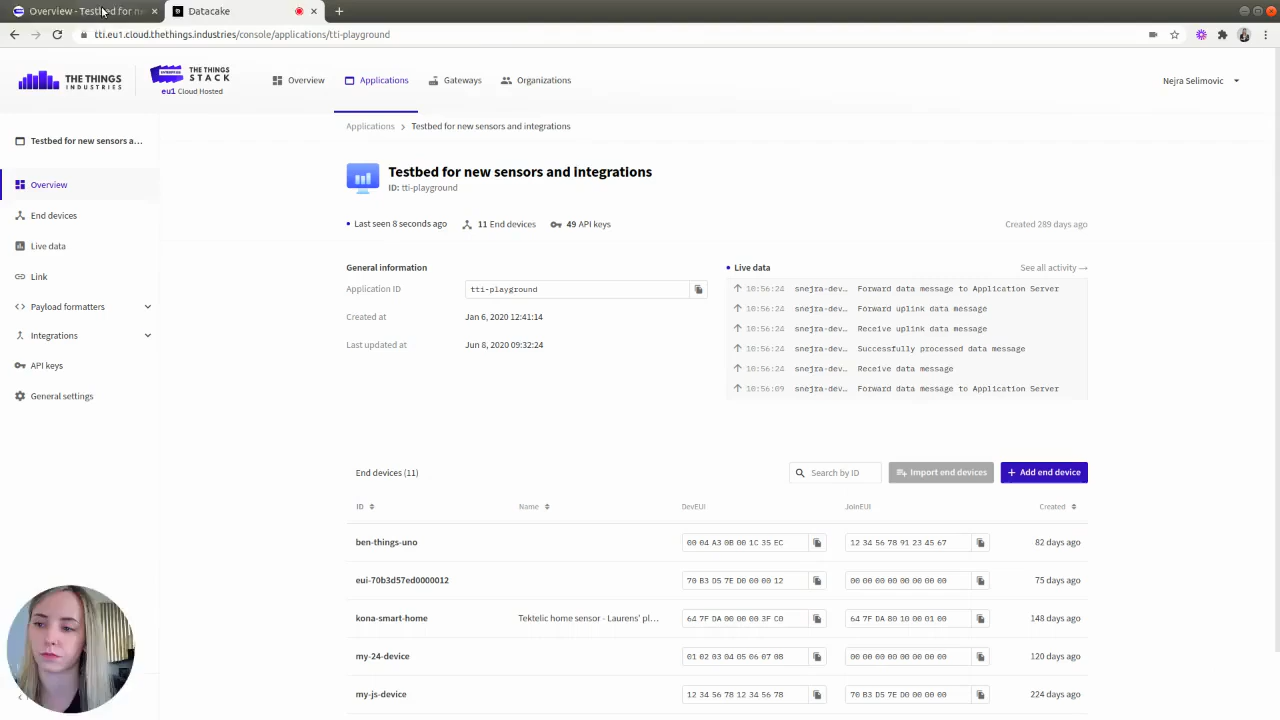 Overview - Testbed for ne
Datacake
tti.eu1.cloud.thethings.industries/console/applications/tti-playground
THE THINGS
INDUSTRIES
THE THINGS
STACK
eu1 Cloud Hosted
Overview
Applications
Gateways
Organizations
Nejra Selimovic
Testbed for new sensors a...
Overview
End devices
Live data
Link
Payload formatters
Integrations
API keys
General settings
Applications
Testbed for new sensors and integrations
Testbed for new sensors and integrations
ID: tti-playground
Last seen 8 seconds ago
11 End devices
49 API keys
Created 289 days ago
General information
Application ID
tti-playground
Created at
Jan 6, 2020 12:41:14
Last updated at
Jun 8, 2020 09:32:24
Live data
See all activity →
10:56:24 snejra-dev… Forward data message to Application Server
10:56:24 snejra-dev… Forward uplink data message
10:56:24 snejra-dev… Receive uplink data message
10:56:24 snejra-dev… Successfully processed data message
10:56:24 snejra-dev… Receive data message
10:56:09 snejra-dev… Forward data message to Application Server
End devices (11)
Search by ID
Import end devices
+ Add end device
ID Name DevEUI JoinEUI Created
ben-things-uno 00 04 A3 0B 00 1C 35 EC 12 34 56 78 91 23 45 67 82 days ago
eui-70b3d57ed0000012 70 B3 D5 7E D0 00 00 12 00 00 00 00 00 00 00 00 75 days ago
kona-smart-home Tektelic home sensor - Laurens' pl… 64 7F DA 00 00 00 3F C0 64 7F DA 80 10 00 01 00 148 days ago
my-24-device 01 02 03 04 05 06 07 08 00 00 00 00 00 00 00 00 120 days ago
my-js-device 12 34 56 78 12 34 56 78 70 B3 D5 7E D0 00 00 00 224 days ago